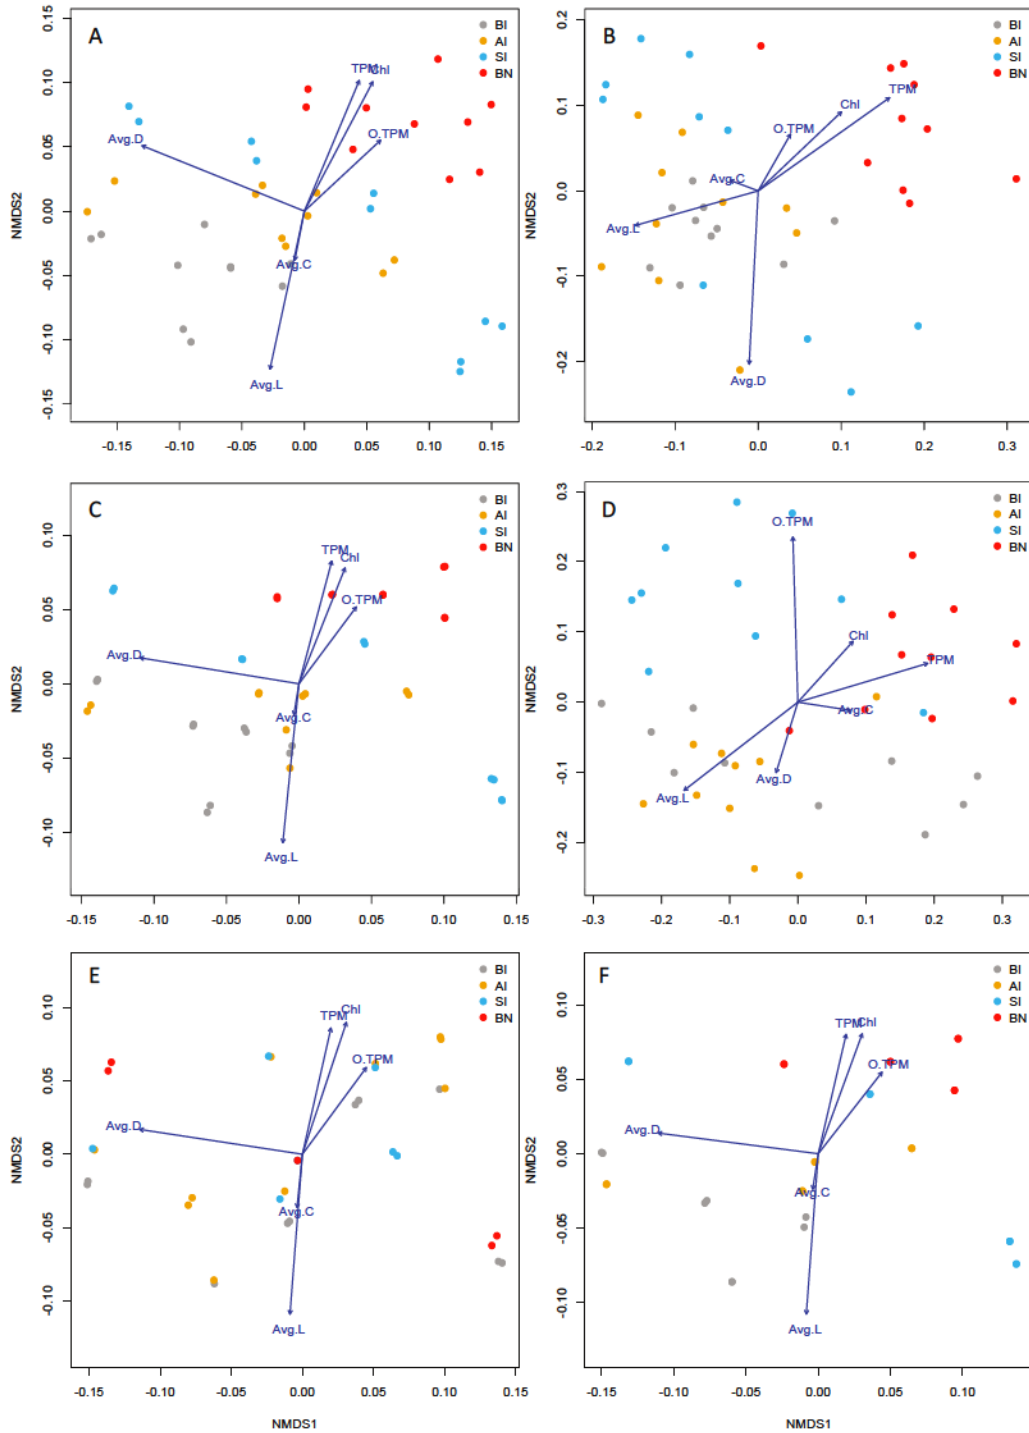 A
BI
AI
SI
BN
TPM
Chl
O.TPM
Avg.D
Avg.C
Avg.L
NMDS2
0.15
0.10
0.05
0.00
-0.05
-0.10
-0.15
-0.15 -0.10 -0.05 0.00 0.05 0.10 0.15
B
BI
AI
SI
BN
TPM
Chl
O.TPM
Avg.C
Avg.L
Avg.D
NMDS2
0.2
0.1
0.0
-0.1
-0.2
-0.2 -0.1 0.0 0.1 0.2 0.3
C
BI
AI
SI
BN
TPM
Chl
O.TPM
Avg.D
Avg.C
Avg.L
NMDS2
0.10
0.05
0.00
-0.05
-0.10
-0.15 -0.10 -0.05 0.00 0.05 0.10 0.15
D
BI
AI
SI
BN
O.TPM
Chl
TPM
Avg.C
Avg.D
Avg.L
NMDS2
0.3
0.2
0.1
0.0
-0.1
-0.2
-0.3 -0.2 -0.1 0.0 0.1 0.2 0.3
E
BI
AI
SI
BN
Chl
TPM
O.TPM
Avg.D
Avg.C
Avg.L
NMDS2
0.10
0.05
0.00
-0.05
-0.10
-0.15 -0.10 -0.05 0.00 0.05 0.10 0.15
NMDS1
F
BI
AI
SI
BN
TPM
Chl
O.TPM
Avg.D
Avg.C
Avg.L
NMDS2
0.10
0.05
0.00
-0.05
-0.10
-0.15 -0.10 -0.05 0.00 0.05 0.10
NMDS1